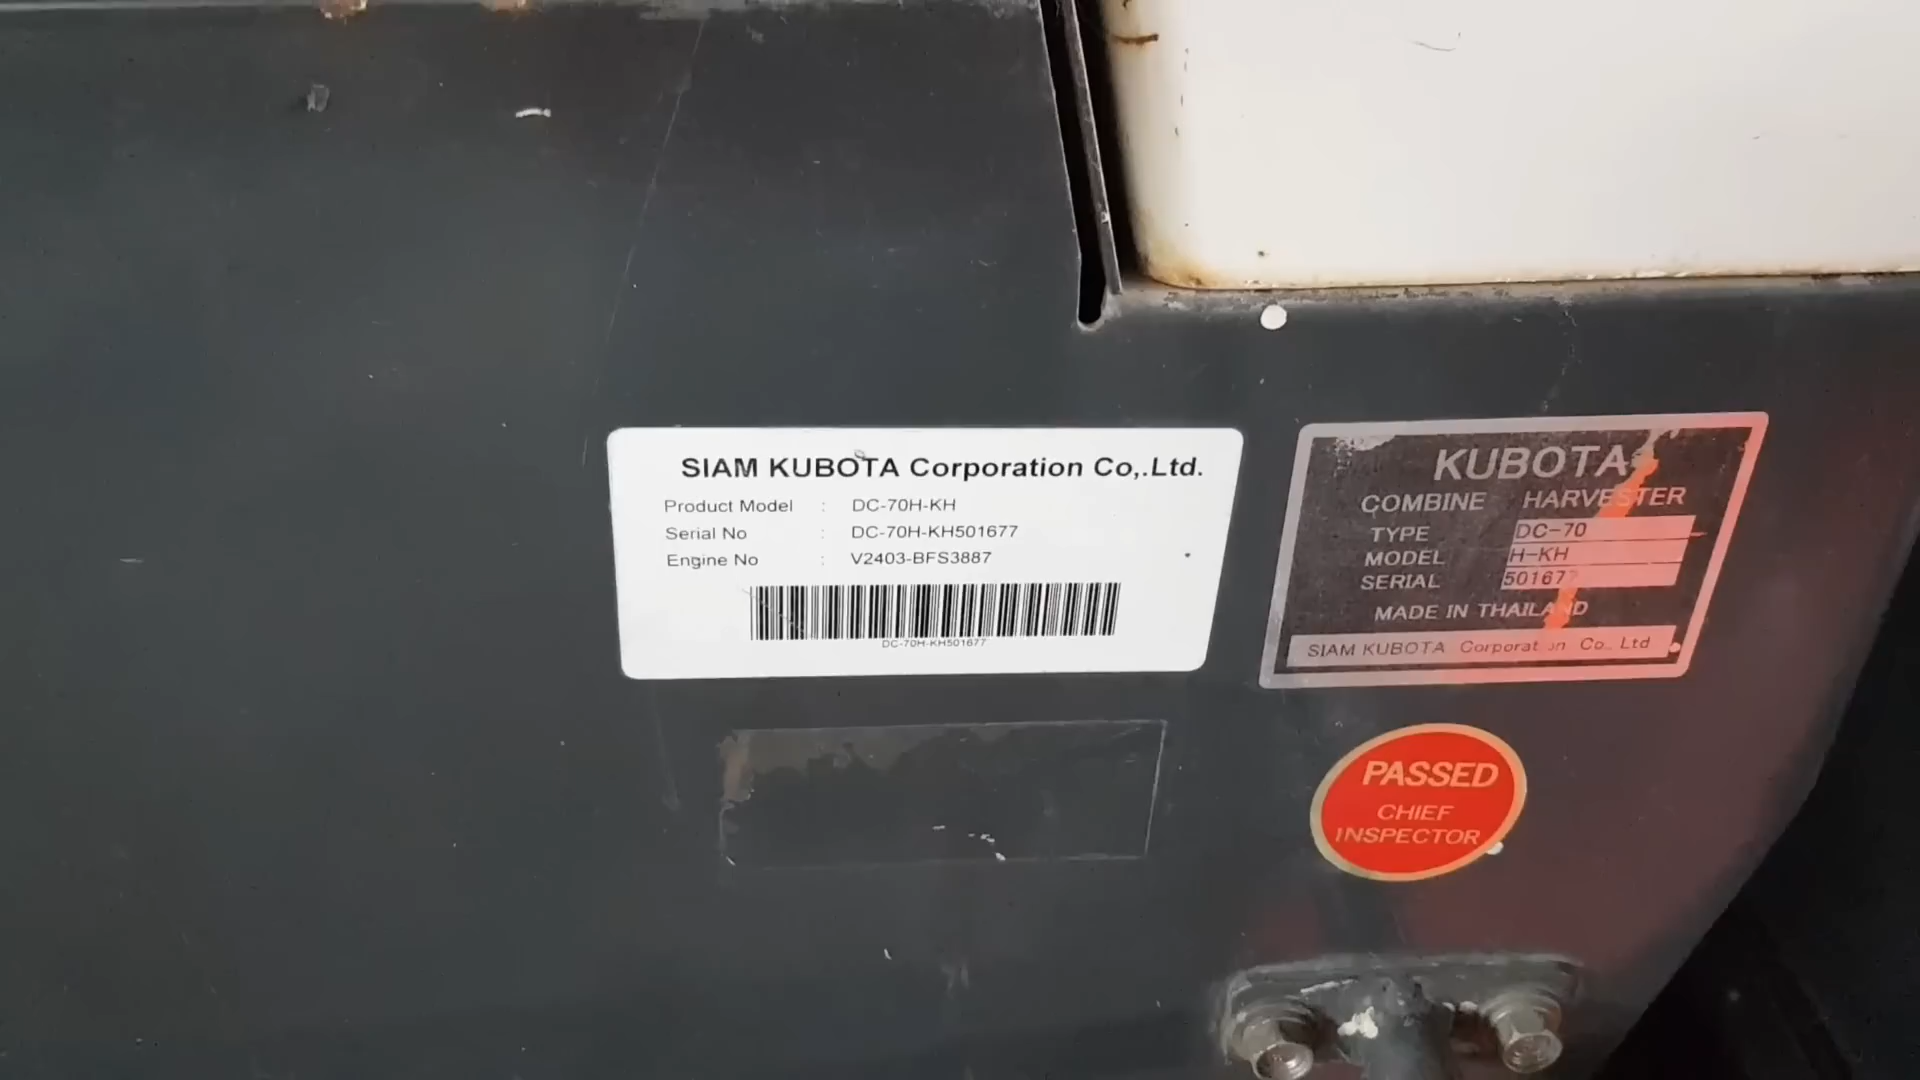 SIAM KUBOTA Corporation Co,.Ltd.
Product Model : DC-70H-KH
Serial No : DC-70H-KH501677
Engine No : V2403-BFS3887
DC-70H-KH501677
KUBOTA
COMBINE HARVESTER
TYPE DC-70
MODEL H-KH
SERIAL 501677
MADE IN THAILAND
SIAM KUBOTA Corporation Co., Ltd
PASSED
CHIEF
INSPECTOR